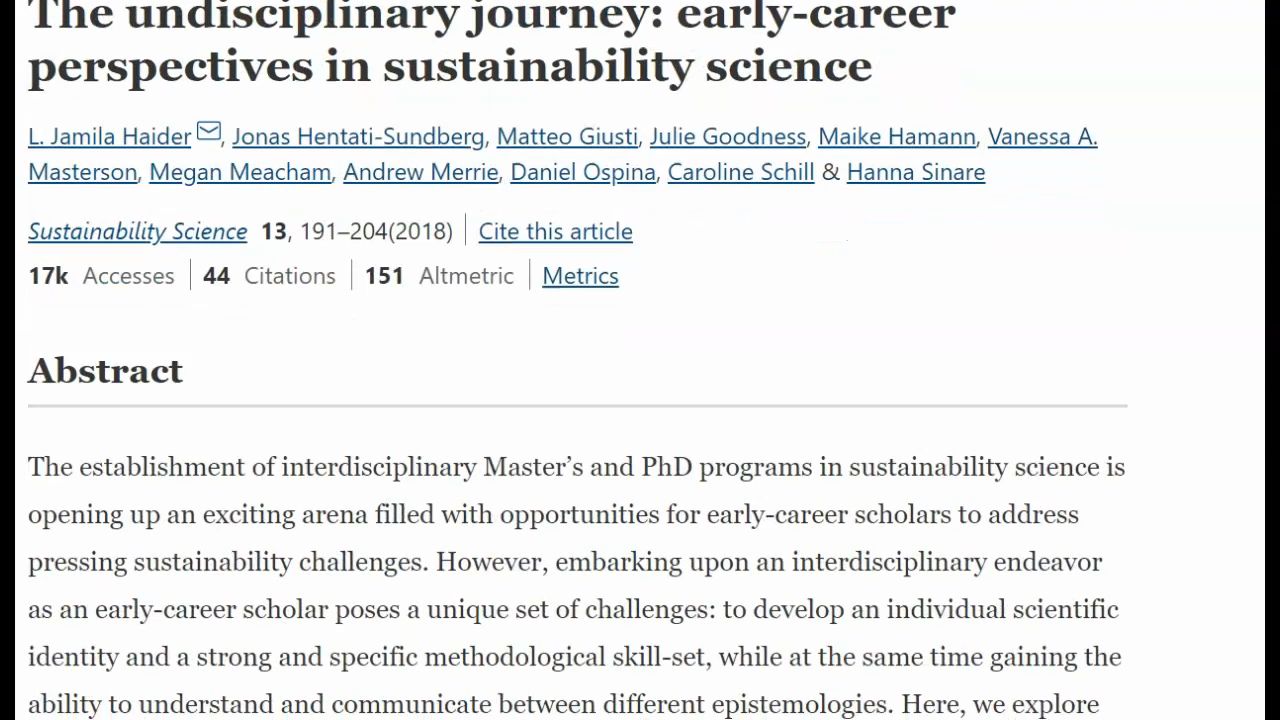 The undisciplinary journey: early-career
perspectives in sustainability science
L. Jamila Haider, Jonas Hentati-Sundberg, Matteo Giusti, Julie Goodness, Maike Hamann, Vanessa A.
Masterson, Megan Meacham, Andrew Merrie, Daniel Ospina, Caroline Schill & Hanna Sinare
Sustainability Science 13, 191–204(2018) Cite this article
17k Accesses 44 Citations 151 Altmetric Metrics
Abstract
The establishment of interdisciplinary Master’s and PhD programs in sustainability science is
opening up an exciting arena filled with opportunities for early-career scholars to address
pressing sustainability challenges. However, embarking upon an interdisciplinary endeavor
as an early-career scholar poses a unique set of challenges: to develop an individual scientific
identity and a strong and specific methodological skill-set, while at the same time gaining the
ability to understand and communicate between different epistemologies. Here, we explore